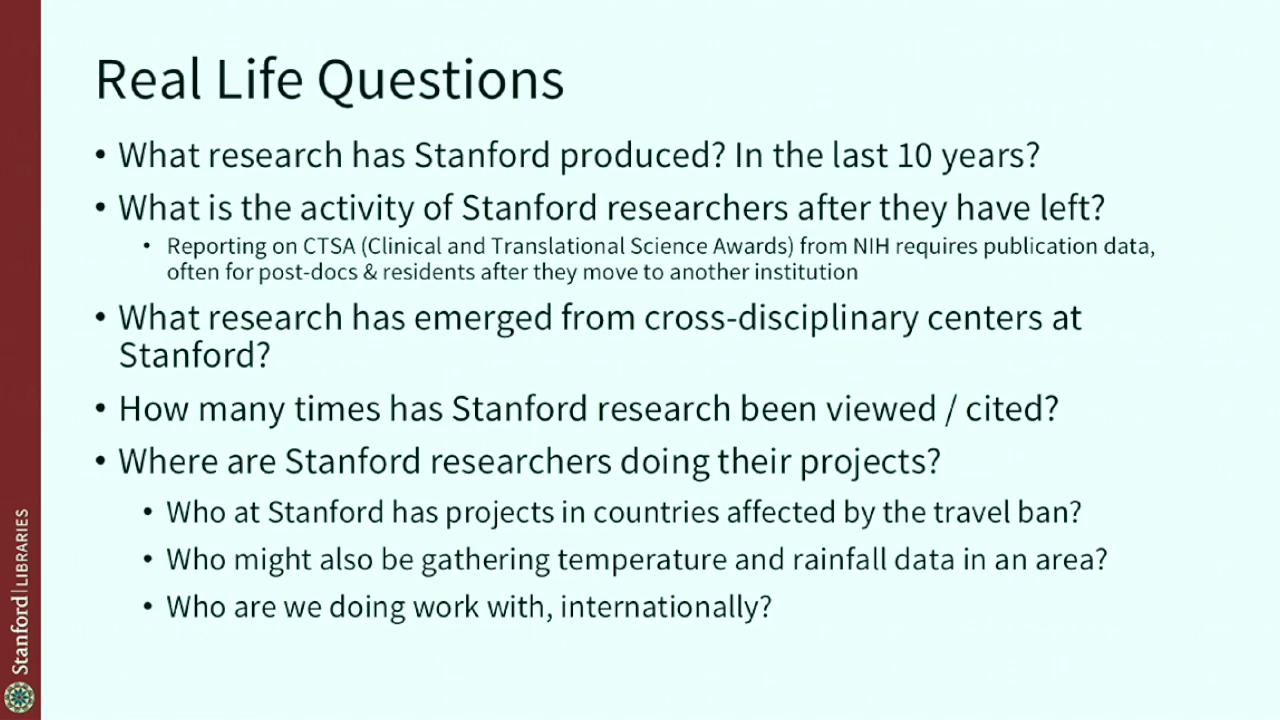 Real Life Questions
• What research has Stanford produced? In the last 10 years?
• What is the activity of Stanford researchers after they have left?
• Reporting on CTSA (Clinical and Translational Science Awards) from NIH requires publication data,
often for post-docs & residents after they move to another institution
• What research has emerged from cross-disciplinary centers at
Stanford?
• How many times has Stanford research been viewed / cited?
• Where are Stanford researchers doing their projects?
• Who at Stanford has projects in countries affected by the travel ban?
• Who might also be gathering temperature and rainfall data in an area?
• Who are we doing work with, internationally?
Stanford | LIBRARIES